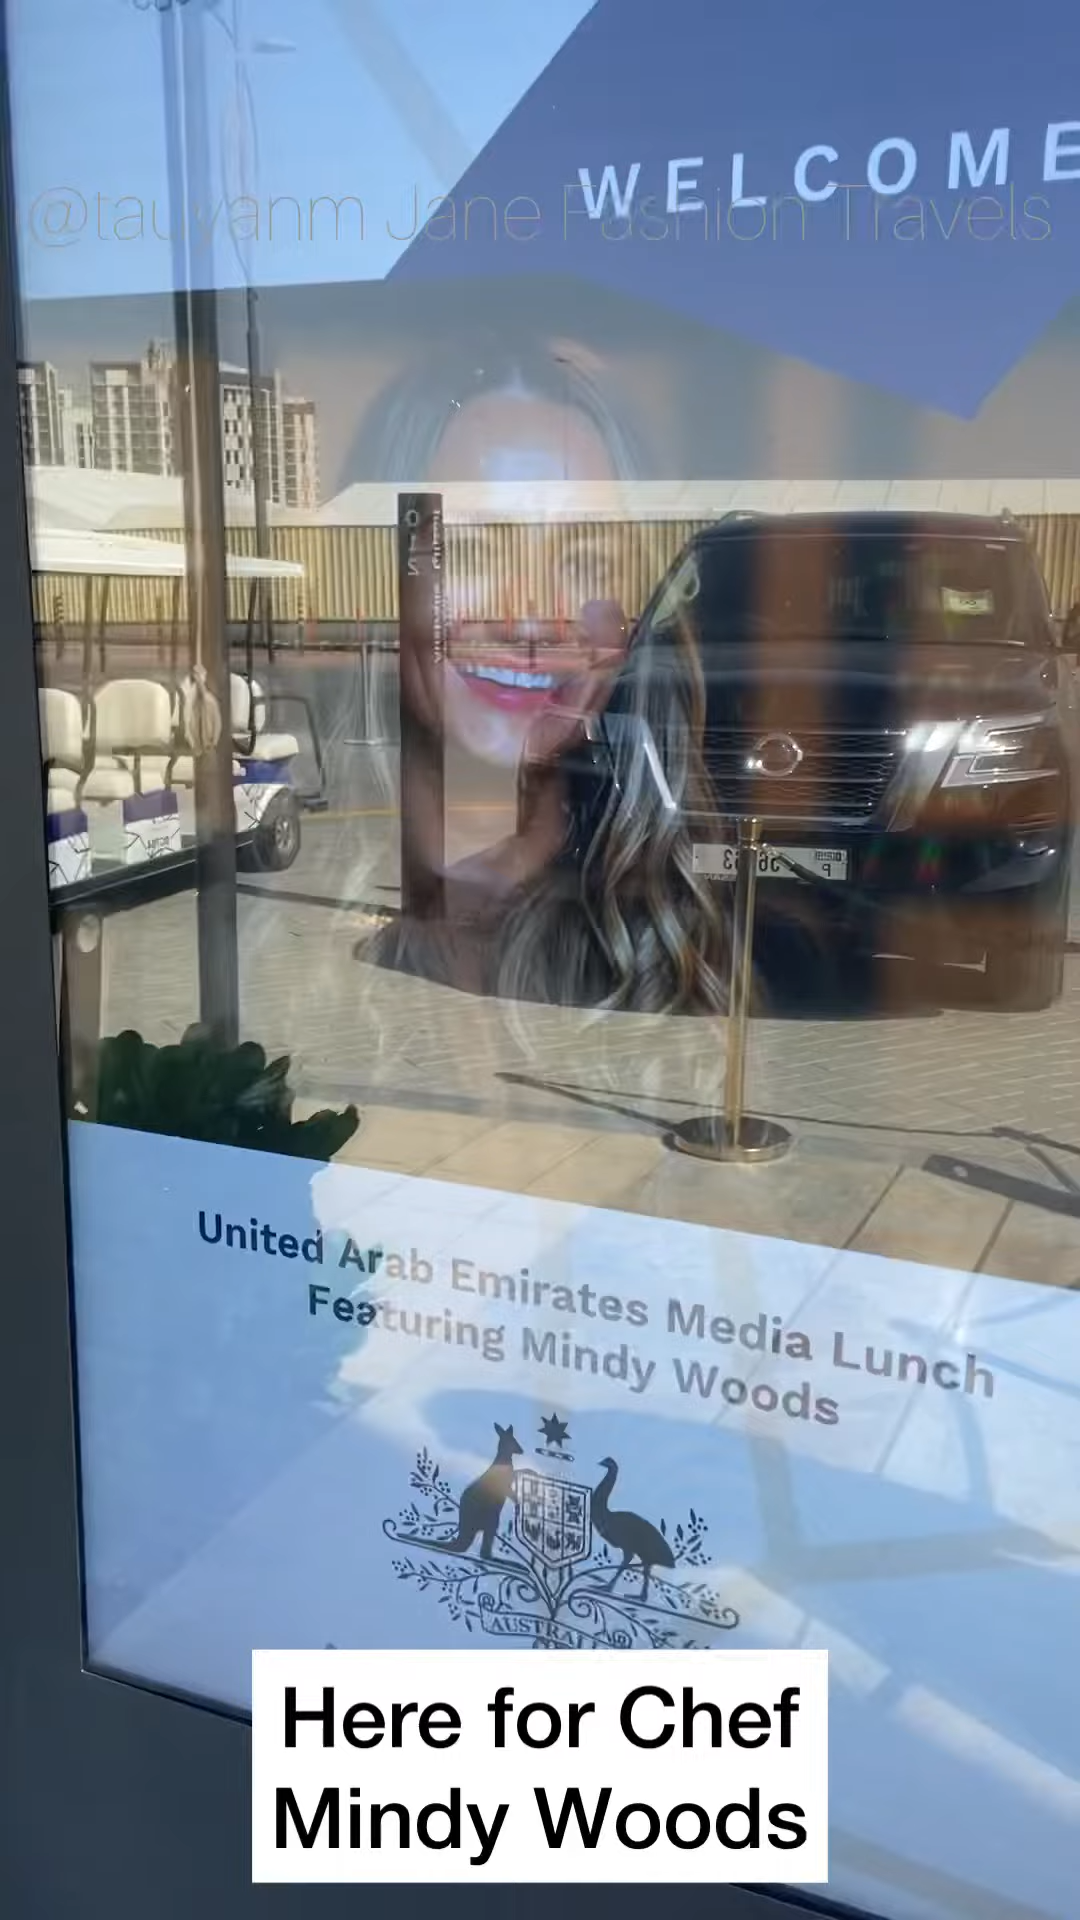 WELCOME
@tauyanm Jane Fashion Travels
United Arab Emirates Media Lunch
Featuring Mindy Woods
Here for Chef
Mindy Woods